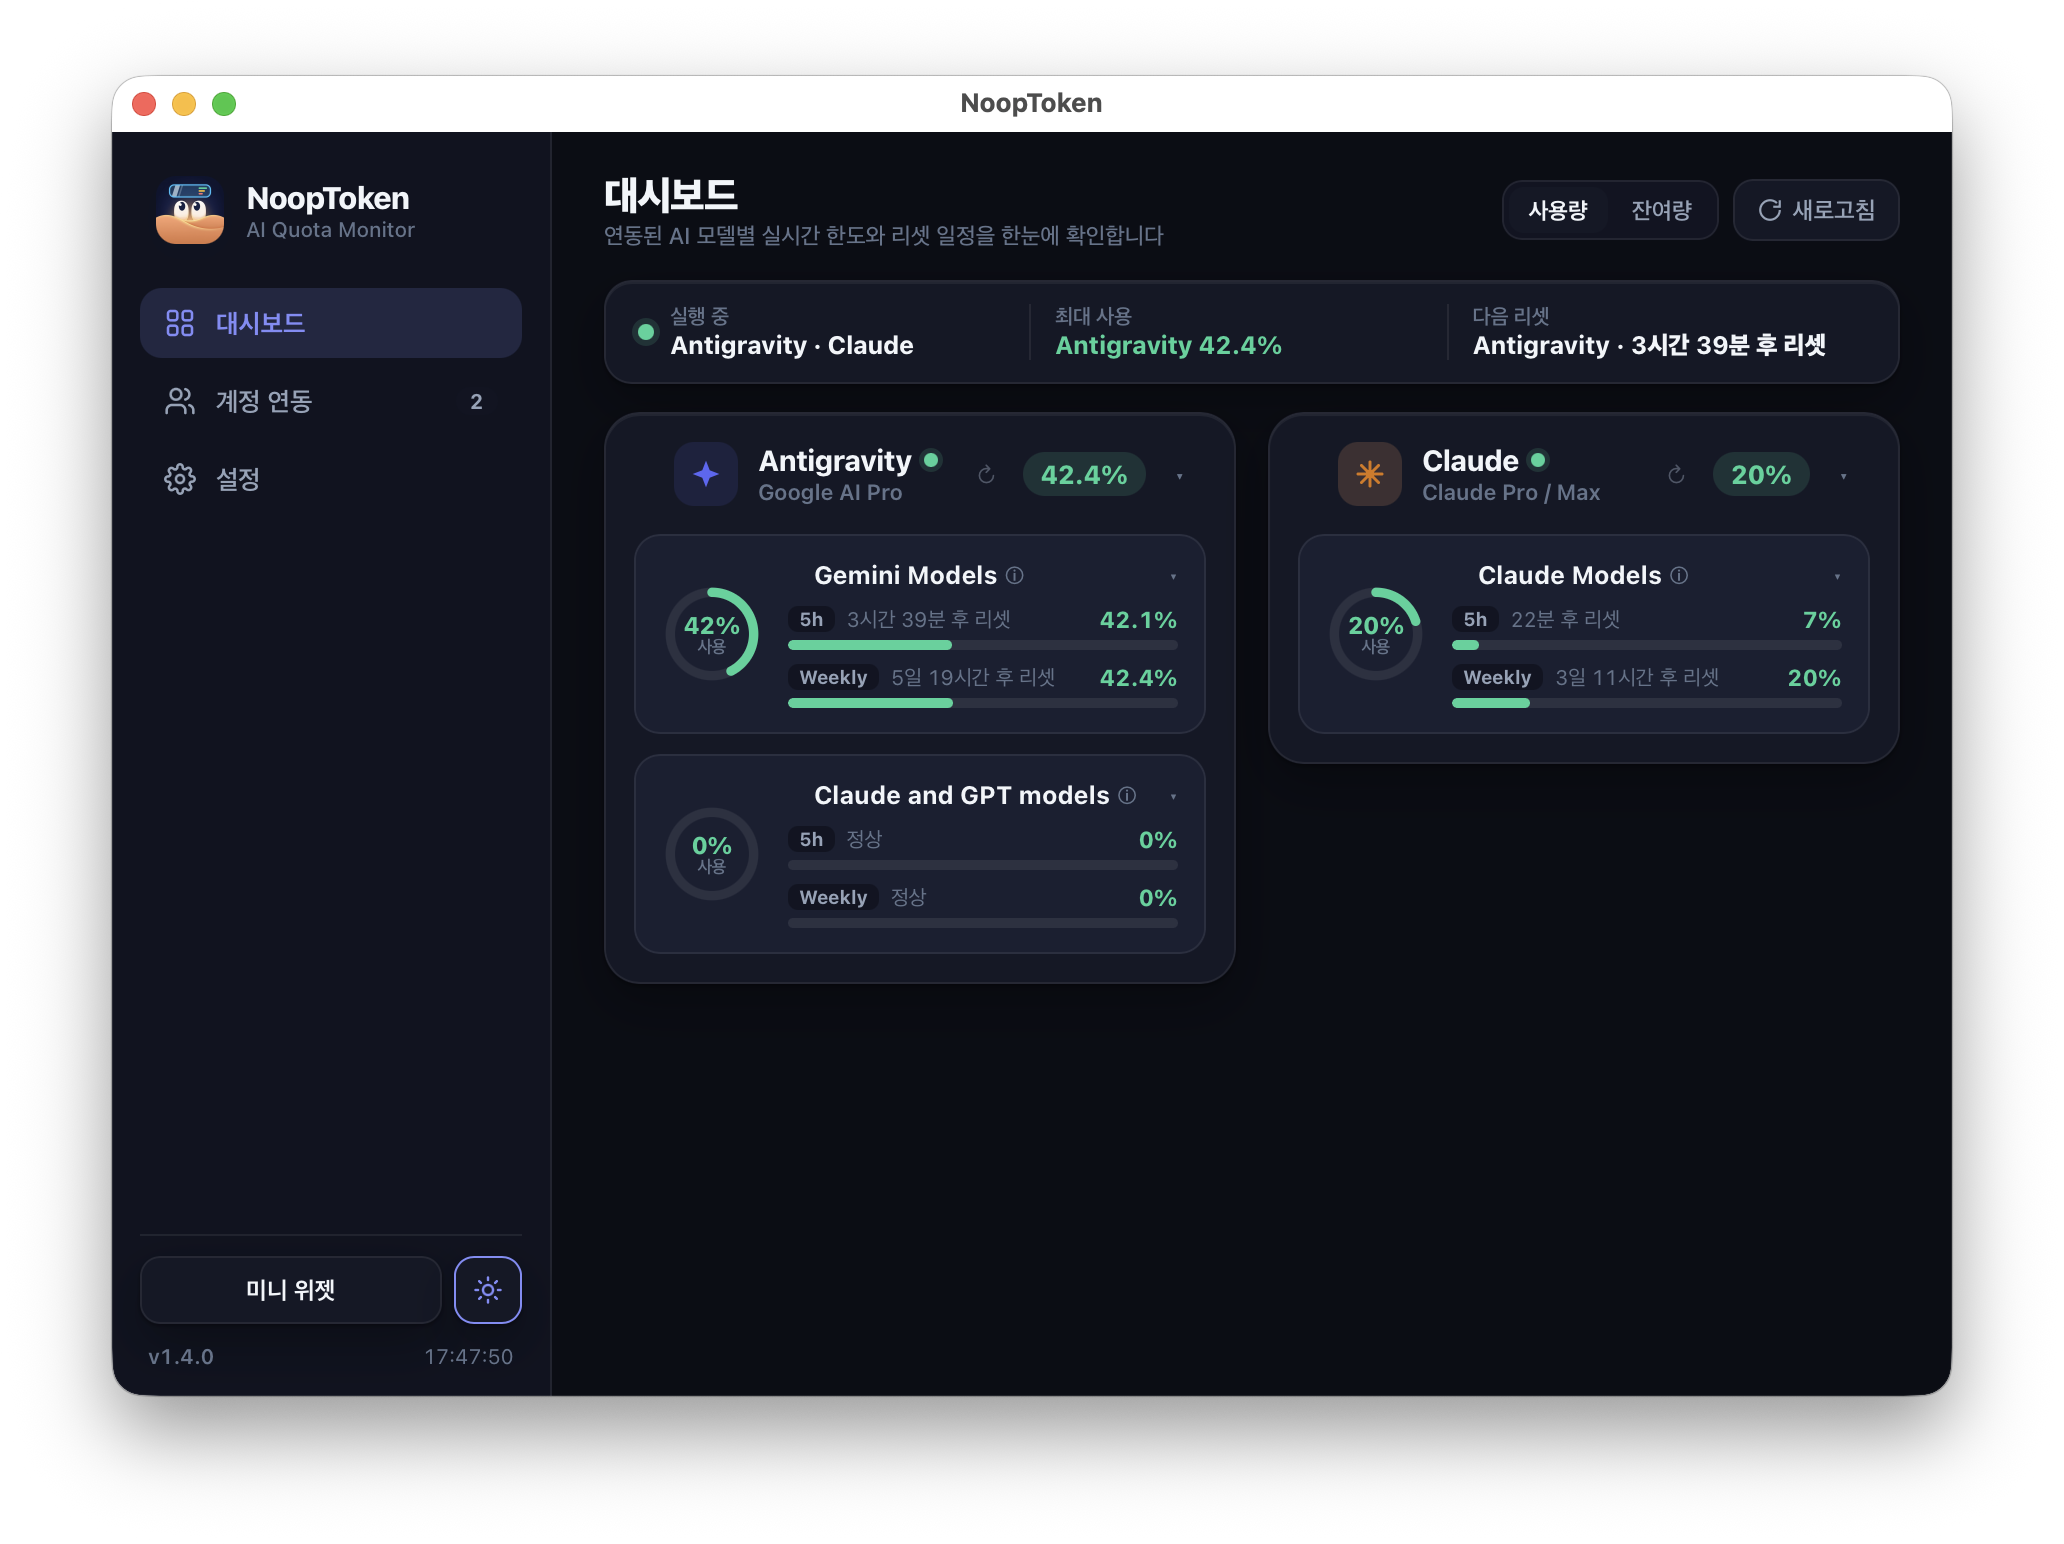 NoopToken
NoopToken
AI Quota Monitor
대시보드
계정 연동 2
설정
미니 위젯
v1.4.0 17:47:50
대시보드
연동된 AI 모델별 실시간 한도와 리셋 일정을 한눈에 확인합니다
사용량 잔여량 새로고침
실행 중
Antigravity · Claude
최대 사용
Antigravity 42.4%
다음 리셋
Antigravity · 3시간 39분 후 리셋
Antigravity 42.4%
Google AI Pro
Gemini Models
42%
사용
5h 3시간 39분 후 리셋 42.1%
Weekly 5일 19시간 후 리셋 42.4%
Claude and GPT models
0%
사용
5h 정상 0%
Weekly 정상 0%
Claude 20%
Claude Pro / Max
Claude Models
20%
사용
5h 22분 후 리셋 7%
Weekly 3일 11시간 후 리셋 20%